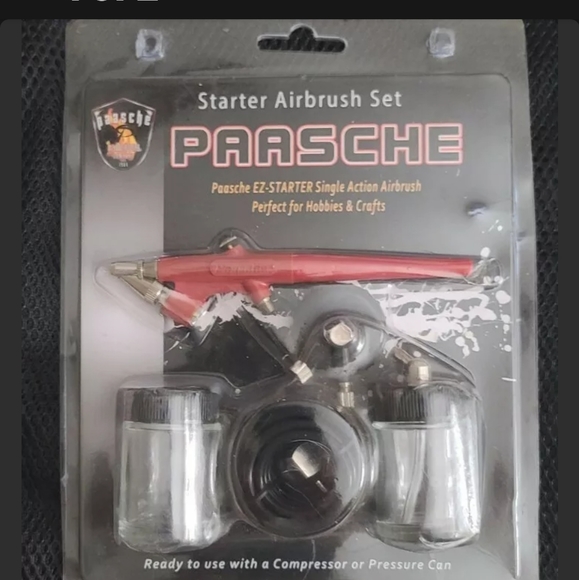 Starter Airbrush Set
paasche
PAASCHE
Paasche EZ-STARTER Single Action Airbrush
Perfect for Hobbies & Crafts
Ready to use with a Compressor or Pressure Can